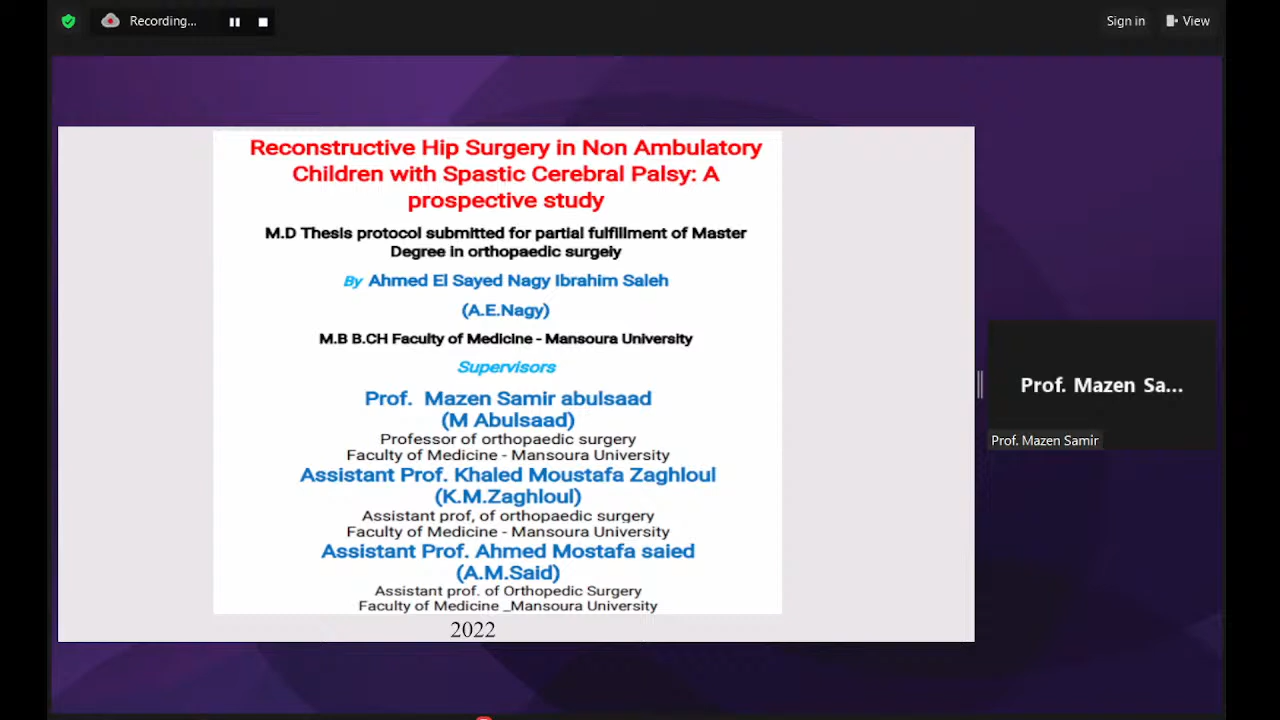 Recording...
Sign in
View
Reconstructive Hip Surgery in Non Ambulatory
Children with Spastic Cerebral Palsy: A
prospective study
M.D Thesis protocol submitted for partial fulfillment of Master
Degree in orthopaedic surgeiy
By Ahmed El Sayed Nagy Ibrahim Saleh
(A.E.Nagy)
M.B B.CH Faculty of Medicine - Mansoura University
Supervisors
Prof. Mazen Samir abulsaad
(M Abulsaad)
Professor of orthopaedic surgery
Faculty of Medicine - Mansoura University
Assistant Prof. Khaled Moustafa Zaghloul
(K.M.Zaghloul)
Assistant prof, of orthopaedic surgery
Faculty of Medicine - Mansoura University
Assistant Prof. Ahmed Mostafa saied
(A.M.Said)
Assistant prof. of Orthopedic Surgery
Faculty of Medicine _Mansoura University
2022
Prof. Mazen Sa...
Prof. Mazen Samir